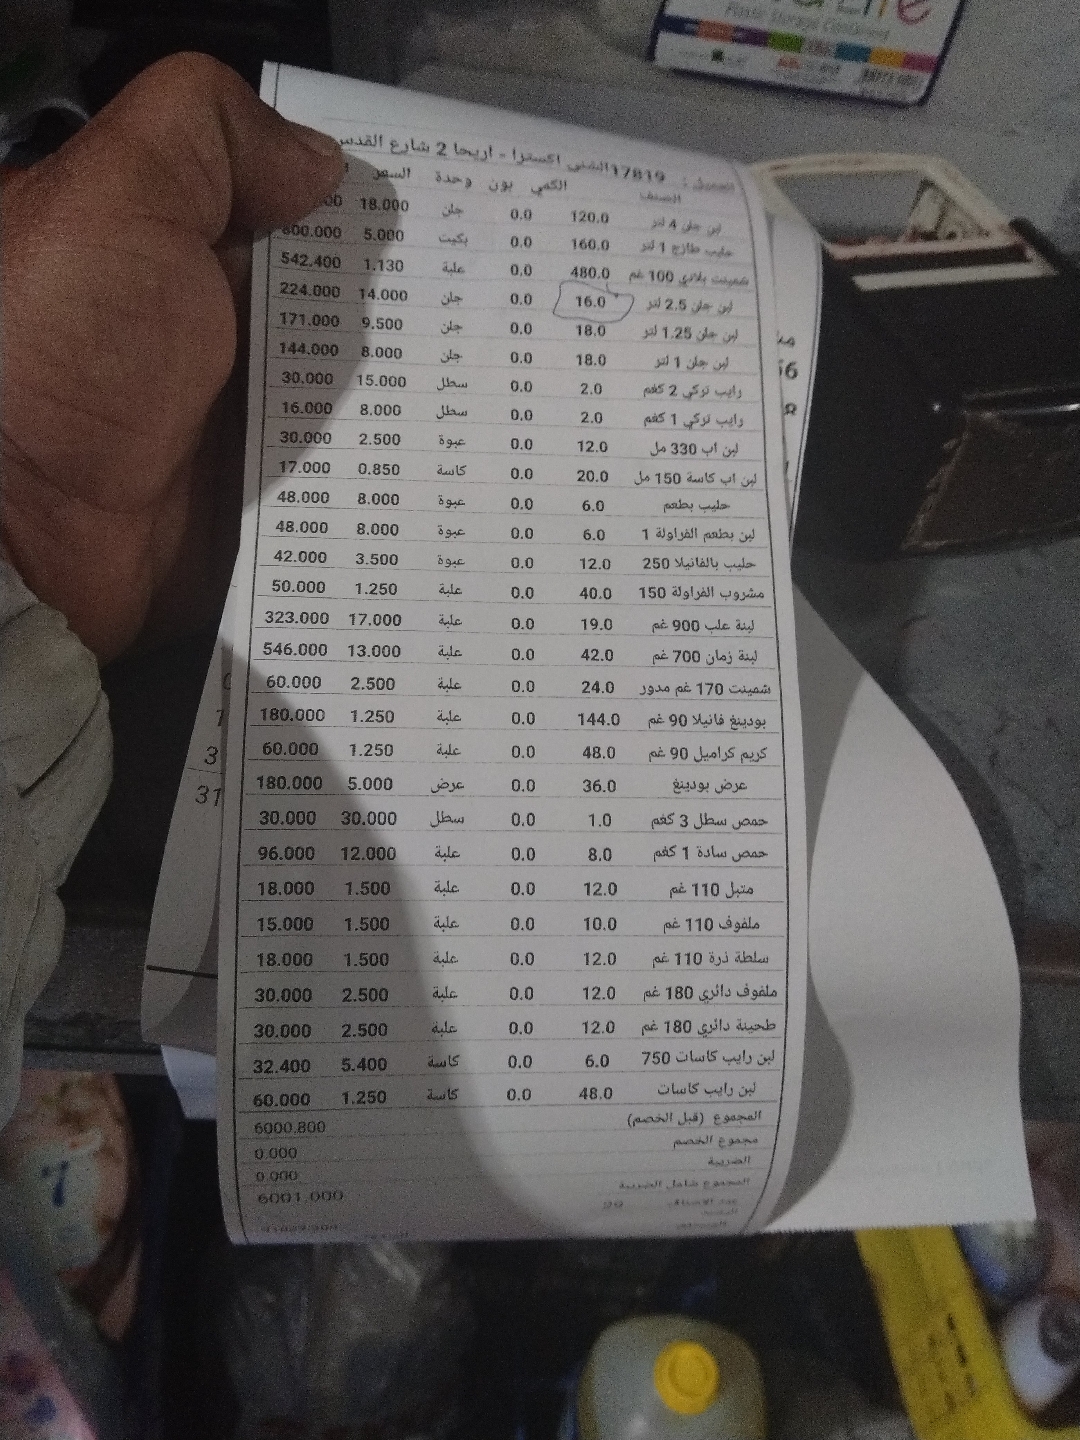 Plastic Storage Containers
العميل : 17819الشني اكسترا - اريحا 2 شارع القدس
الصنف الكمي بون وحدة السعر
لبن جلن 4 لتر 120.0 0.0 جلن 18.000
حليب طازج 1 لتر 160.0 0.0 بكيت 5.000 800.000
شمينت بلادي 100 غم 480.0 0.0 علبة 1.130 542.400
لبن جلن 2.5 لتر 16.0 0.0 جلن 14.000 224.000
لبن جلن 1.25 لتر 18.0 0.0 جلن 9.500 171.000
لبن جلن 1 لتر 18.0 0.0 جلن 8.000 144.000
رايب تركي 2 كغم 2.0 0.0 سطل 15.000 30.000
رايب تركي 1 كغم 2.0 0.0 سطل 8.000 16.000
لبن اب 330 مل 12.0 0.0 عبوة 2.500 30.000
لبن اب كاسة 150 مل 20.0 0.0 كاسة 0.850 17.000
حليب بطعم 6.0 0.0 عبوة 8.000 48.000
لبن بطعم الفراولة 1 6.0 0.0 عبوة 8.000 48.000
حليب بالفانيلا 250 12.0 0.0 عبوة 3.500 42.000
مشروب الفراولة 150 40.0 0.0 علبة 1.250 50.000
لبنة علب 900 غم 19.0 0.0 علبة 17.000 323.000
لبنة زمان 700 غم 42.0 0.0 علبة 13.000 546.000
شمينت 170 غم مدور 24.0 0.0 علبة 2.500 60.000
بودينغ فانيلا 90 غم 144.0 0.0 علبة 1.250 180.000
كريم كراميل 90 غم 48.0 0.0 علبة 1.250 60.000
عرض بودينغ 36.0 0.0 عرض 5.000 180.000
حمص سطل 3 كغم 1.0 0.0 سطل 30.000 30.000
حمص سادة 1 كغم 8.0 0.0 علبة 12.000 96.000
متبل 110 غم 12.0 0.0 علبة 1.500 18.000
ملفوف 110 غم 10.0 0.0 علبة 1.500 15.000
سلطة ذرة 110 غم 12.0 0.0 علبة 1.500 18.000
ملفوف دائري 180 غم 12.0 0.0 علبة 2.500 30.000
طحينة دائري 180 غم 12.0 0.0 علبة 2.500 30.000
لبن رايب كاسات 750 6.0 0.0 كاسة 5.400 32.400
لبن رايب كاسات 48.0 0.0 كاسة 1.250 60.000
المجموع (قبل الخصم) 6000.800
مجموع الخصم 0.000
الضريبة 0.000
المجموع شامل الضريبة 6001.000
عدد الاصناف 29
31